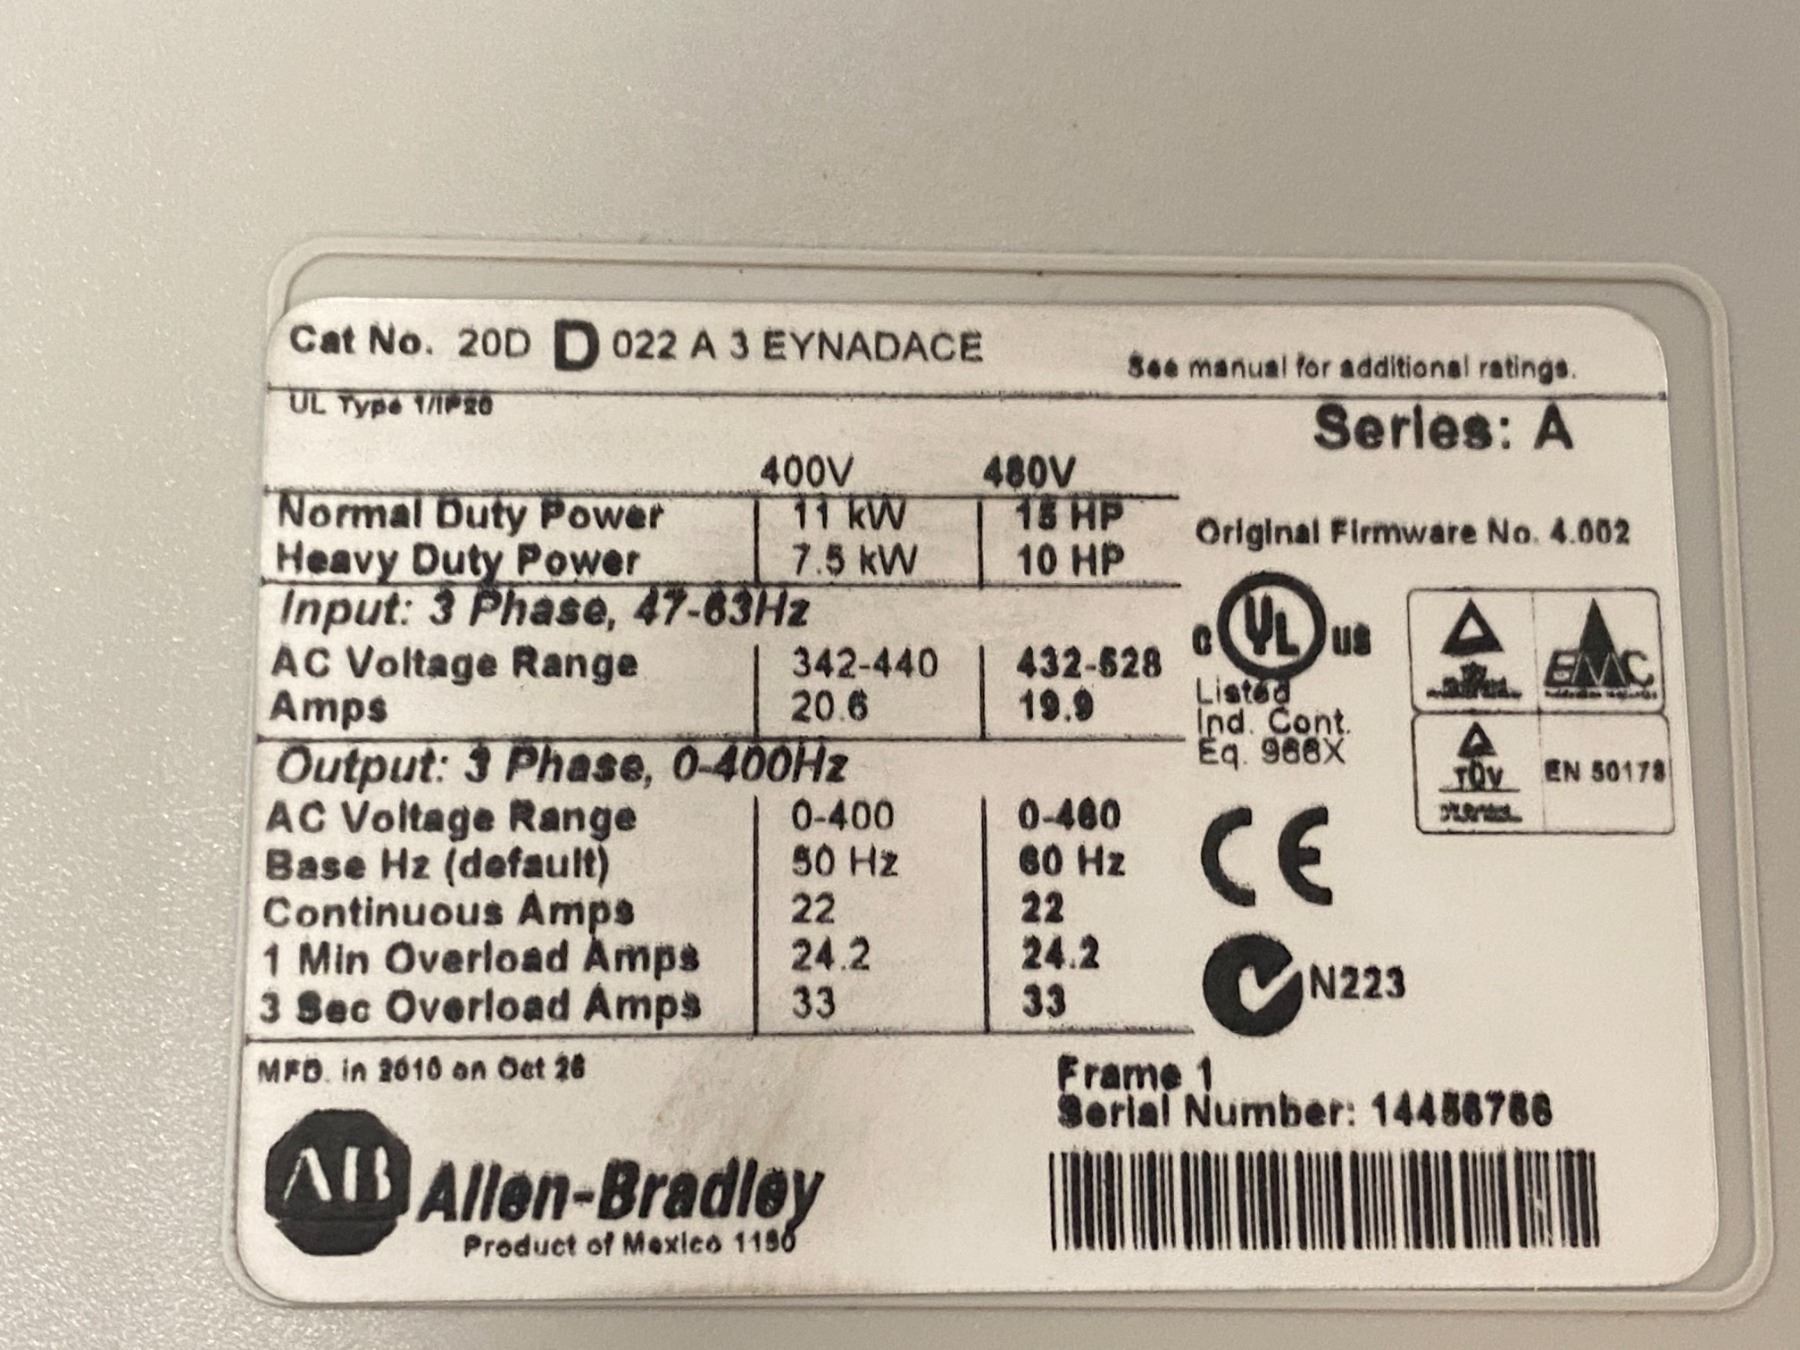 Cat No. 20D D 022 A 3 EYNADACE
See manual for additional ratings.
UL Type 1/IP20
Series: A
400V 480V
Normal Duty Power 11 kW 15 HP
Heavy Duty Power 7.5 kW 10 HP
Original Firmware No. 4.002
Input: 3 Phase, 47-63Hz
AC Voltage Range 342-440 432-528
Amps 20.6 19.9
C UL US
Listed
Ind. Cont.
Eq. 966X
EMC
TÜV
EN 50178
Output: 3 Phase, 0-400Hz
AC Voltage Range 0-400 0-460
Base Hz (default) 50 Hz 60 Hz
Continuous Amps 22 22
1 Min Overload Amps 24.2 24.2
3 Sec Overload Amps 33 33
CE
N223
MFD. in 2010 on Oct 26
Frame 1
Serial Number:
AB Allen-Bradley
Product of Mexico